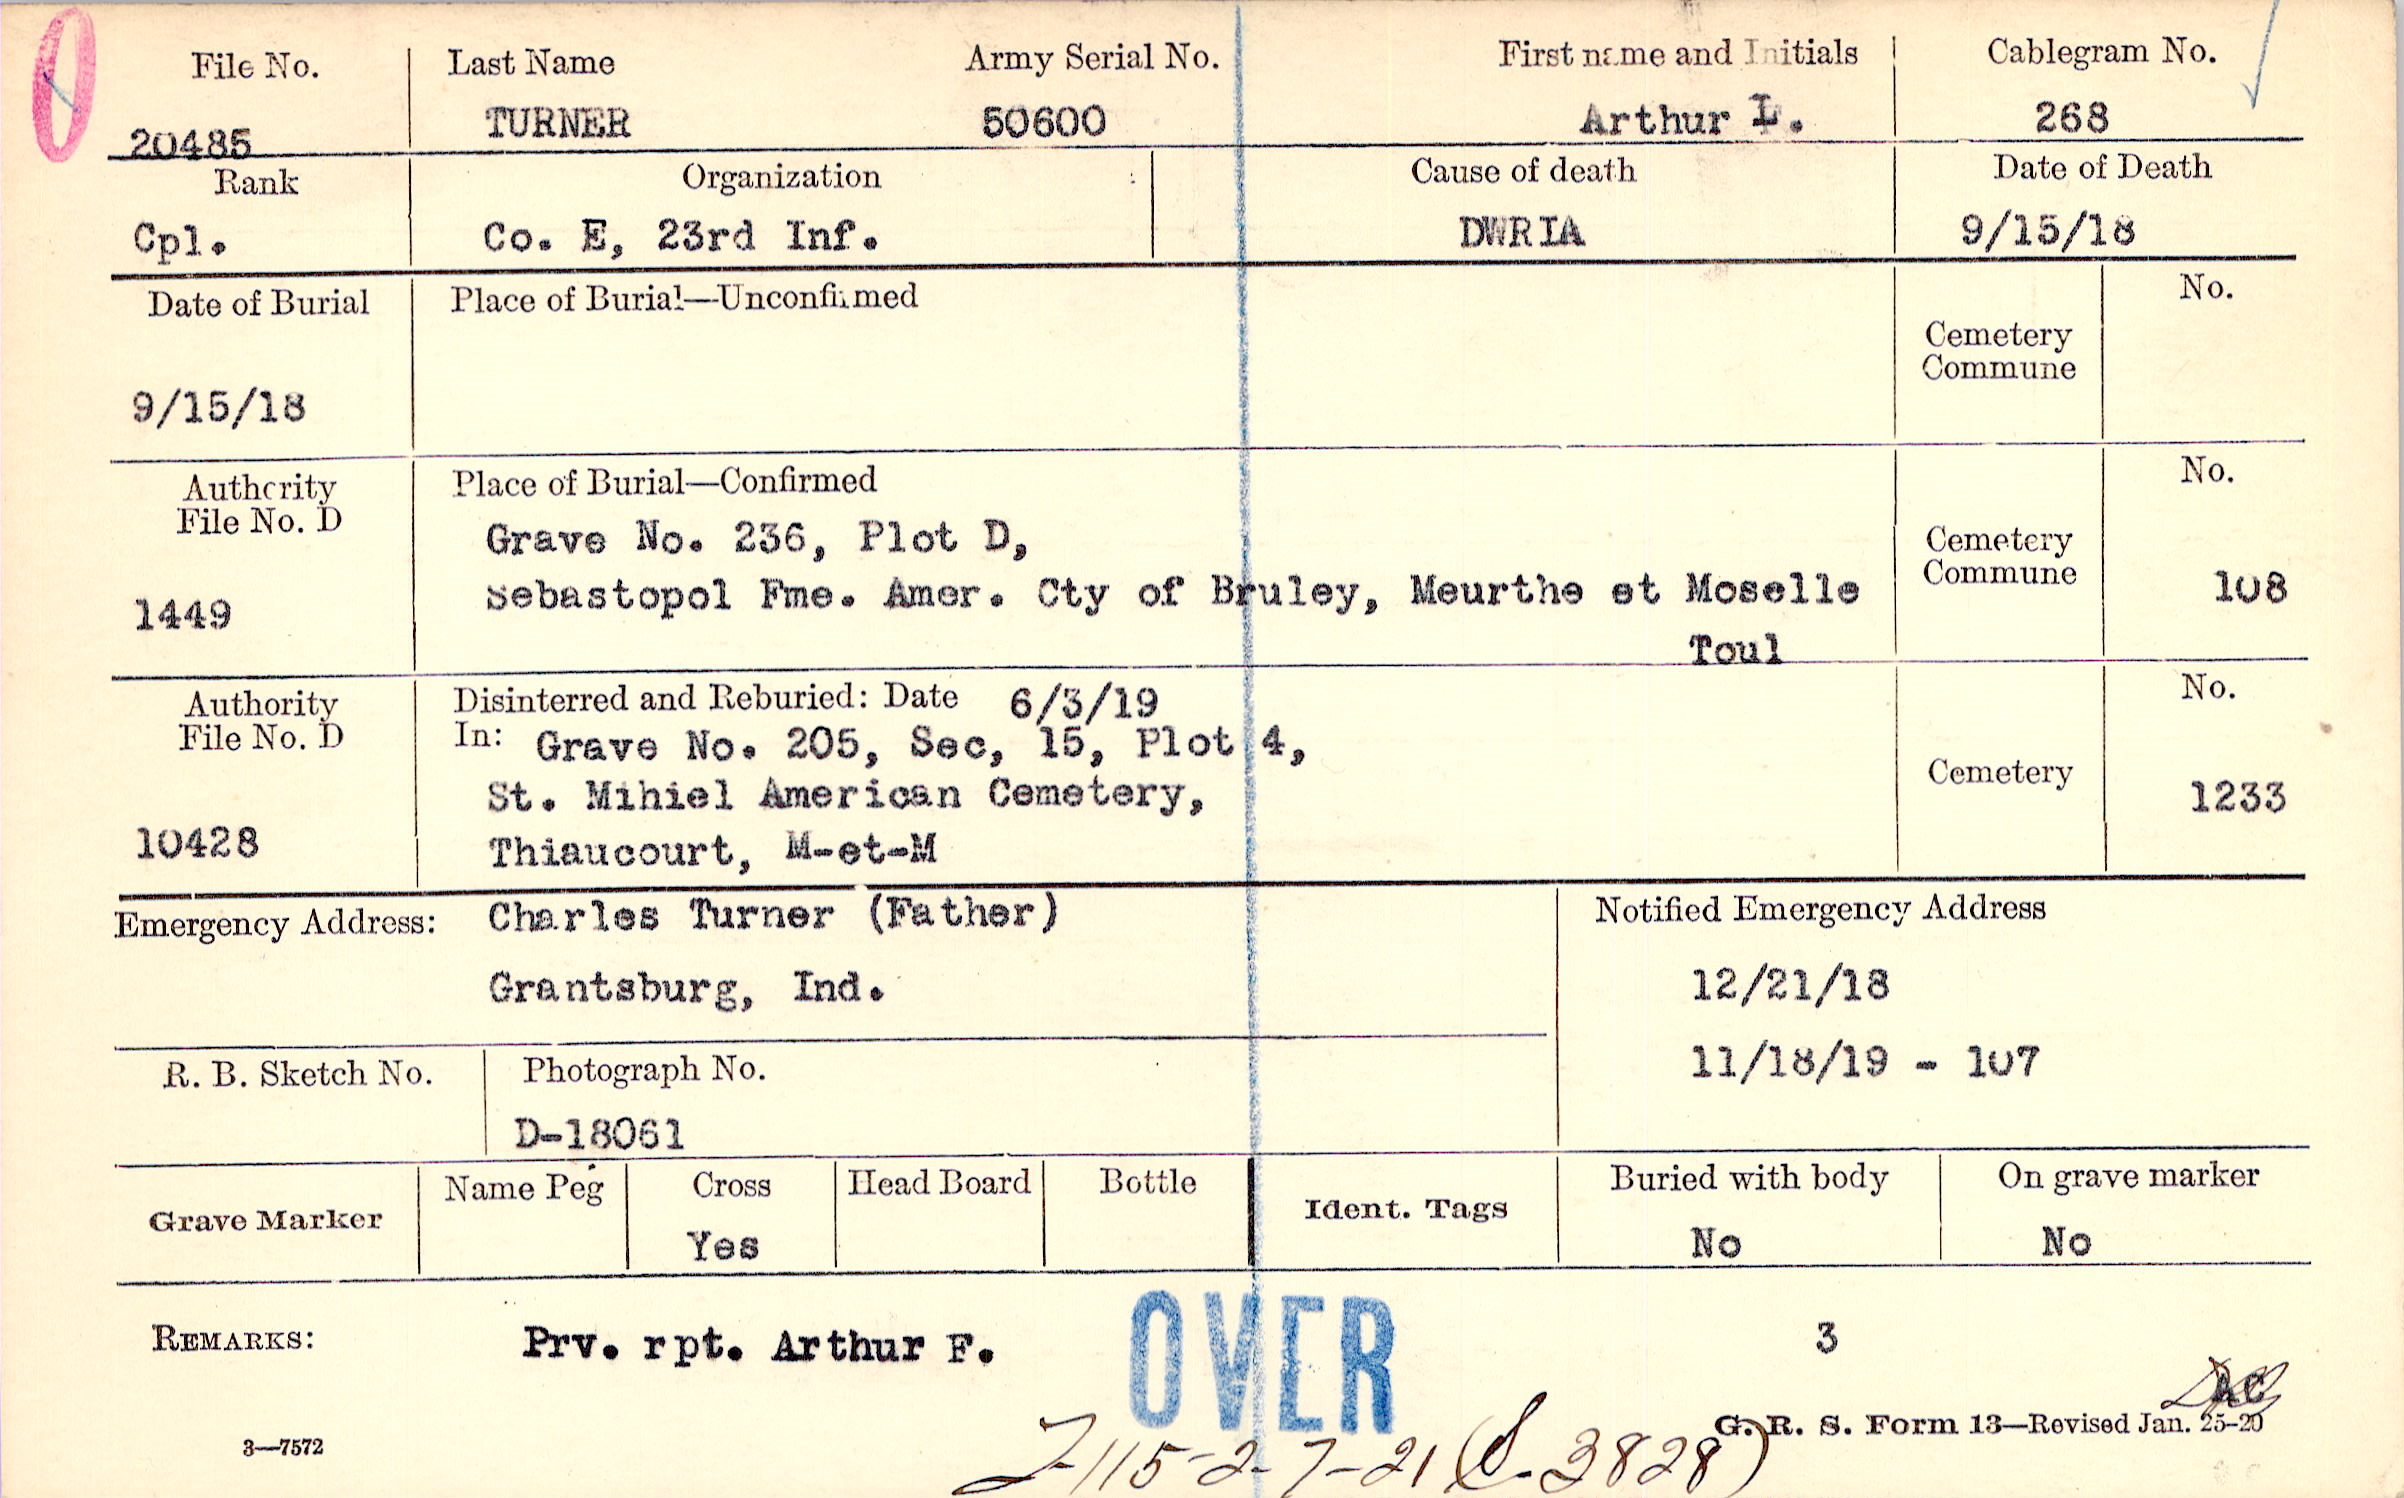 File No. Last Name Army Serial No. First name and Initials Cablegram No.
20485 TURNER 50600 Arthur L. 268
Rank Organization Cause of death Date of Death
Cpl. Co. E, 23rd Inf. DWRIA 9/15/18
Date of Burial Place of Burial—Unconfirmed No.
Cemetery
Commune
9/15/18
Authority Place of Burial—Confirmed No.
File No. D
Grave No. 236, Plot D, Cemetery
1449 Sebastopol Fme. Amer. Cty of Bruley, Meurthe et Moselle Commune 108
Toul
Authority Disinterred and Reburied: Date 6/3/19 No.
File No. D In: Grave No. 205, Sec, 15, Plot 4,
St. Mihiel American Cemetery, Cemetery 1233
10428 Thiaucourt, M-et-M
Emergency Address: Charles Turner (Father) Notified Emergency Address
Grantsburg, Ind. 12/21/18
11/18/19 - 107
R. B. Sketch No. Photograph No.
D-18061
Grave Marker Name Peg Cross Head Board Bottle Ident. Tags Buried with body On grave marker
Yes No No
REMARKS: Prv. rpt. Arthur F. OVER 3
AC
G. R. S. Form 13—Revised Jan. 25-20
3—7572
115-2-7-21 ( -3828)